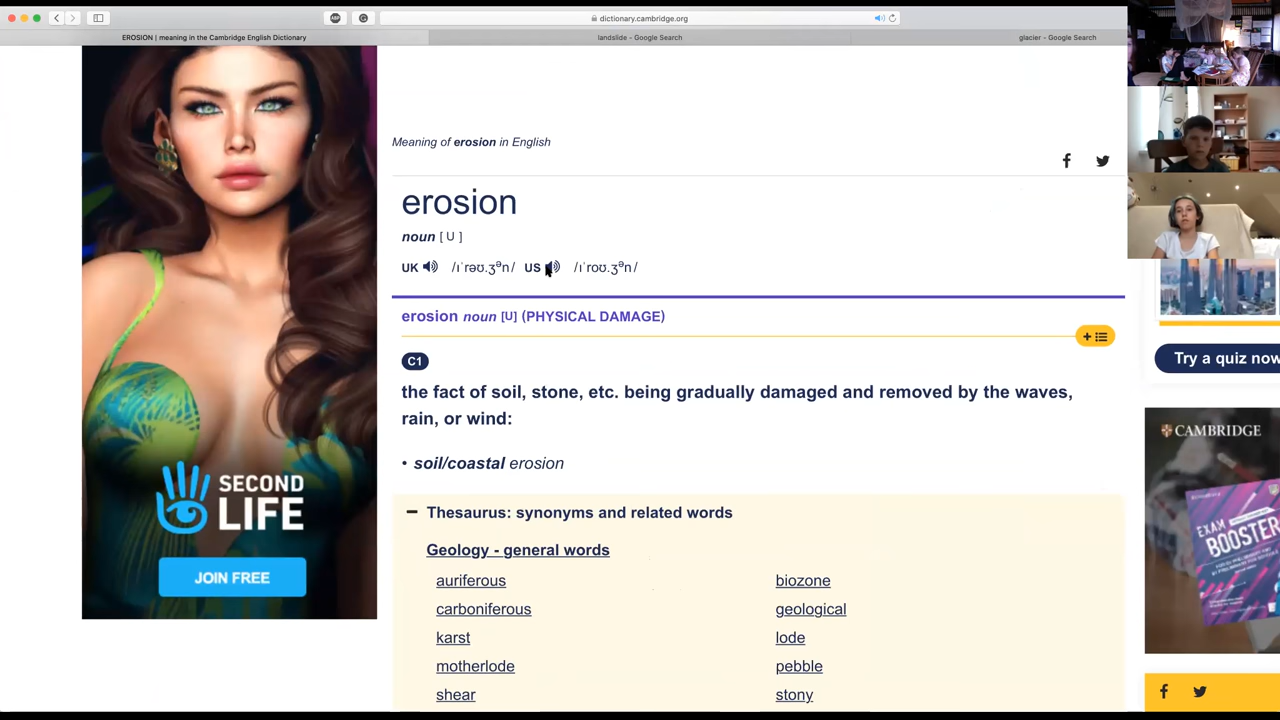 ABP
dictionary.cambridge.org
EROSION | meaning in the Cambridge English Dictionary
landslide - Google Search
glacier - Google Search
Meaning of erosion in English
erosion
noun [ U ]
UK /ɪˈrəʊ.ʒᵊn/ US /ɪˈroʊ.ʒᵊn/
erosion noun [U] (PHYSICAL DAMAGE)
C1
the fact of soil, stone, etc. being gradually damaged and removed by the waves,
rain, or wind:
• soil/coastal erosion
Thesaurus: synonyms and related words
Geology - general words
auriferous
biozone
carboniferous
geological
karst
lode
motherlode
pebble
shear
stony
SECOND
LIFE
JOIN FREE
Try a quiz now
CAMBRIDGE
EXAM
BOOSTER